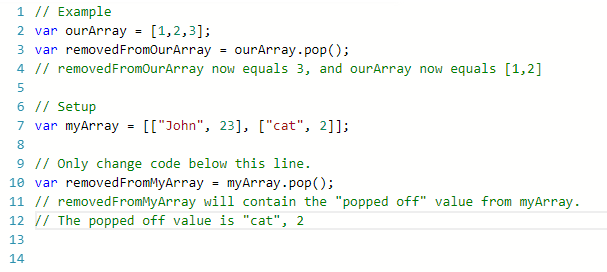 1 // Example
2 var ourArray = [1,2,3];
3 var removedFromOurArray = ourArray.pop();
4 // removedFromOurArray now equals 3, and ourArray now equals [1,2]
5
6 // Setup
7 var myArray = [["John", 23], ["cat", 2]];
8
9 // Only change code below this line.
10 var removedFromMyArray = myArray.pop();
11 // removedFromMyArray will contain the "popped off" value from myArray.
12 // The popped off value is "cat", 2
13
14